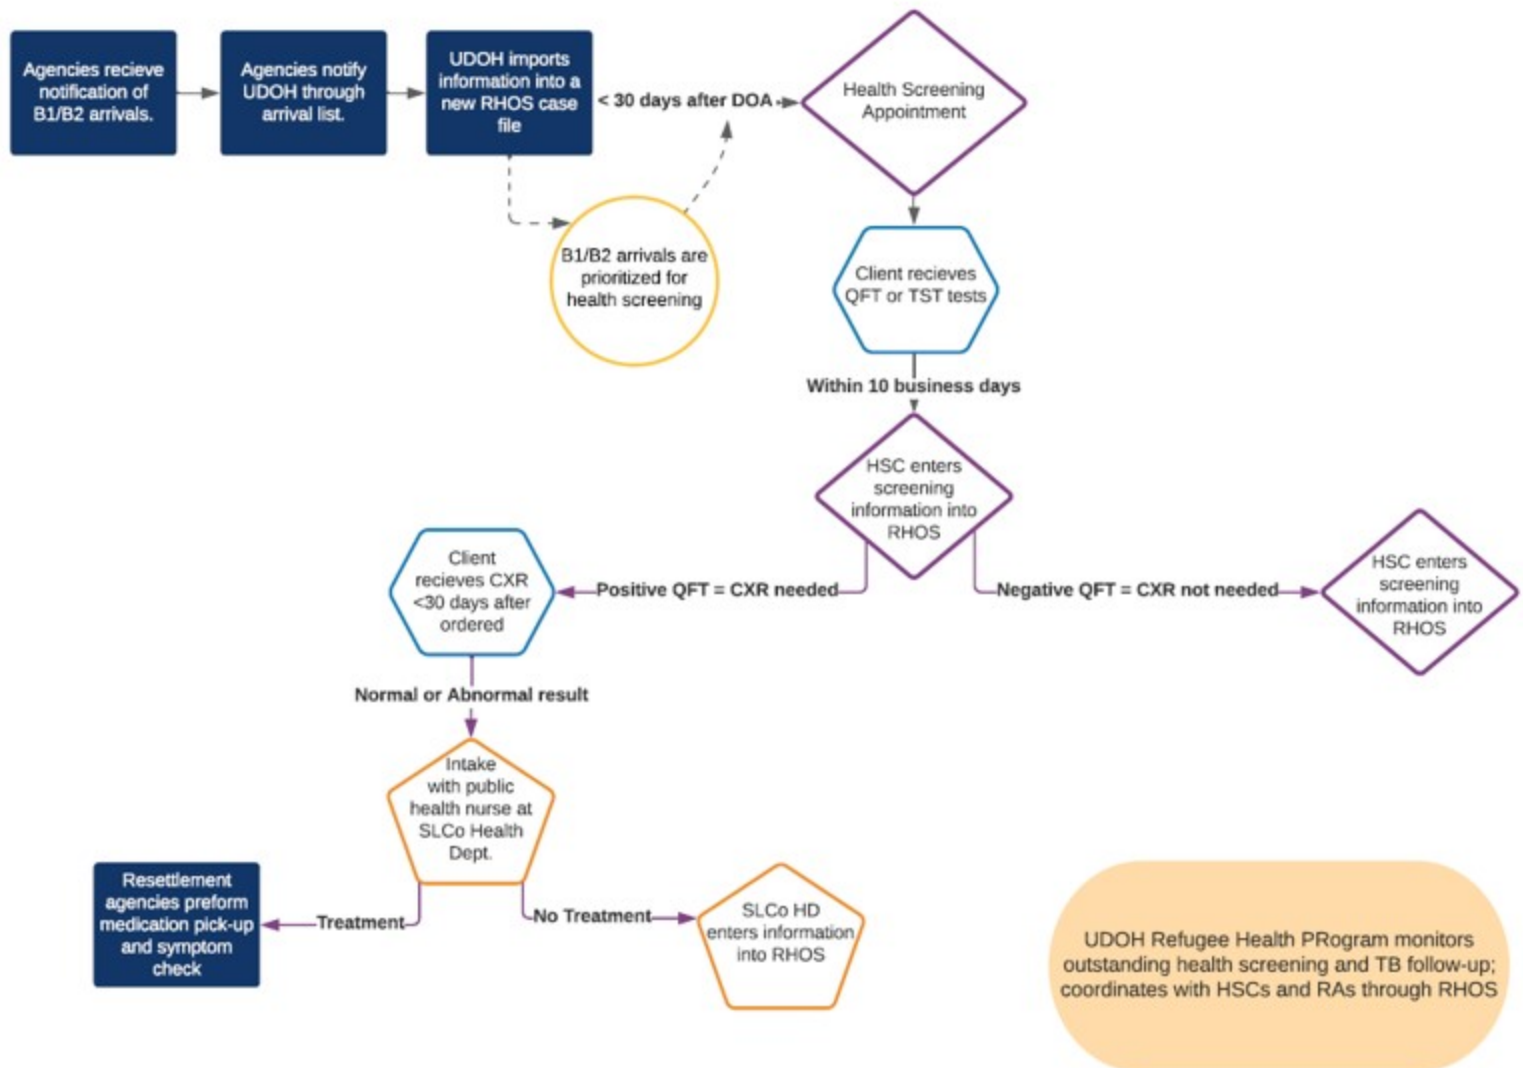 Agencies recieve
notification of
B1/B2 arrivals.
Agencies notify
UDOH through
arrival list.
UDOH imports
information into a
new RHOS case
file
< 30 days after DOA
Health Screening
Appointment
B1/B2 arrivals are
prioritized for
health screening
Client recieves
QFT or TST tests
Within 10 business days
HSC enters
screening
information into
RHOS
Positive QFT = CXR needed
Negative QFT = CXR not needed
Client
recieves CXR
<30 days after
ordered
HSC enters
screening
information into
RHOS
Normal or Abnormal result
Intake
with public
health nurse at
SLCo Health
Dept.
Treatment
No Treatment
Resettlement
agencies preform
medication pick-up
and symptom
check
SLCo HD
enters information
into RHOS
UDOH Refugee Health PRogram monitors
outstanding health screening and TB follow-up;
coordinates with HSCs and RAs through RHOS